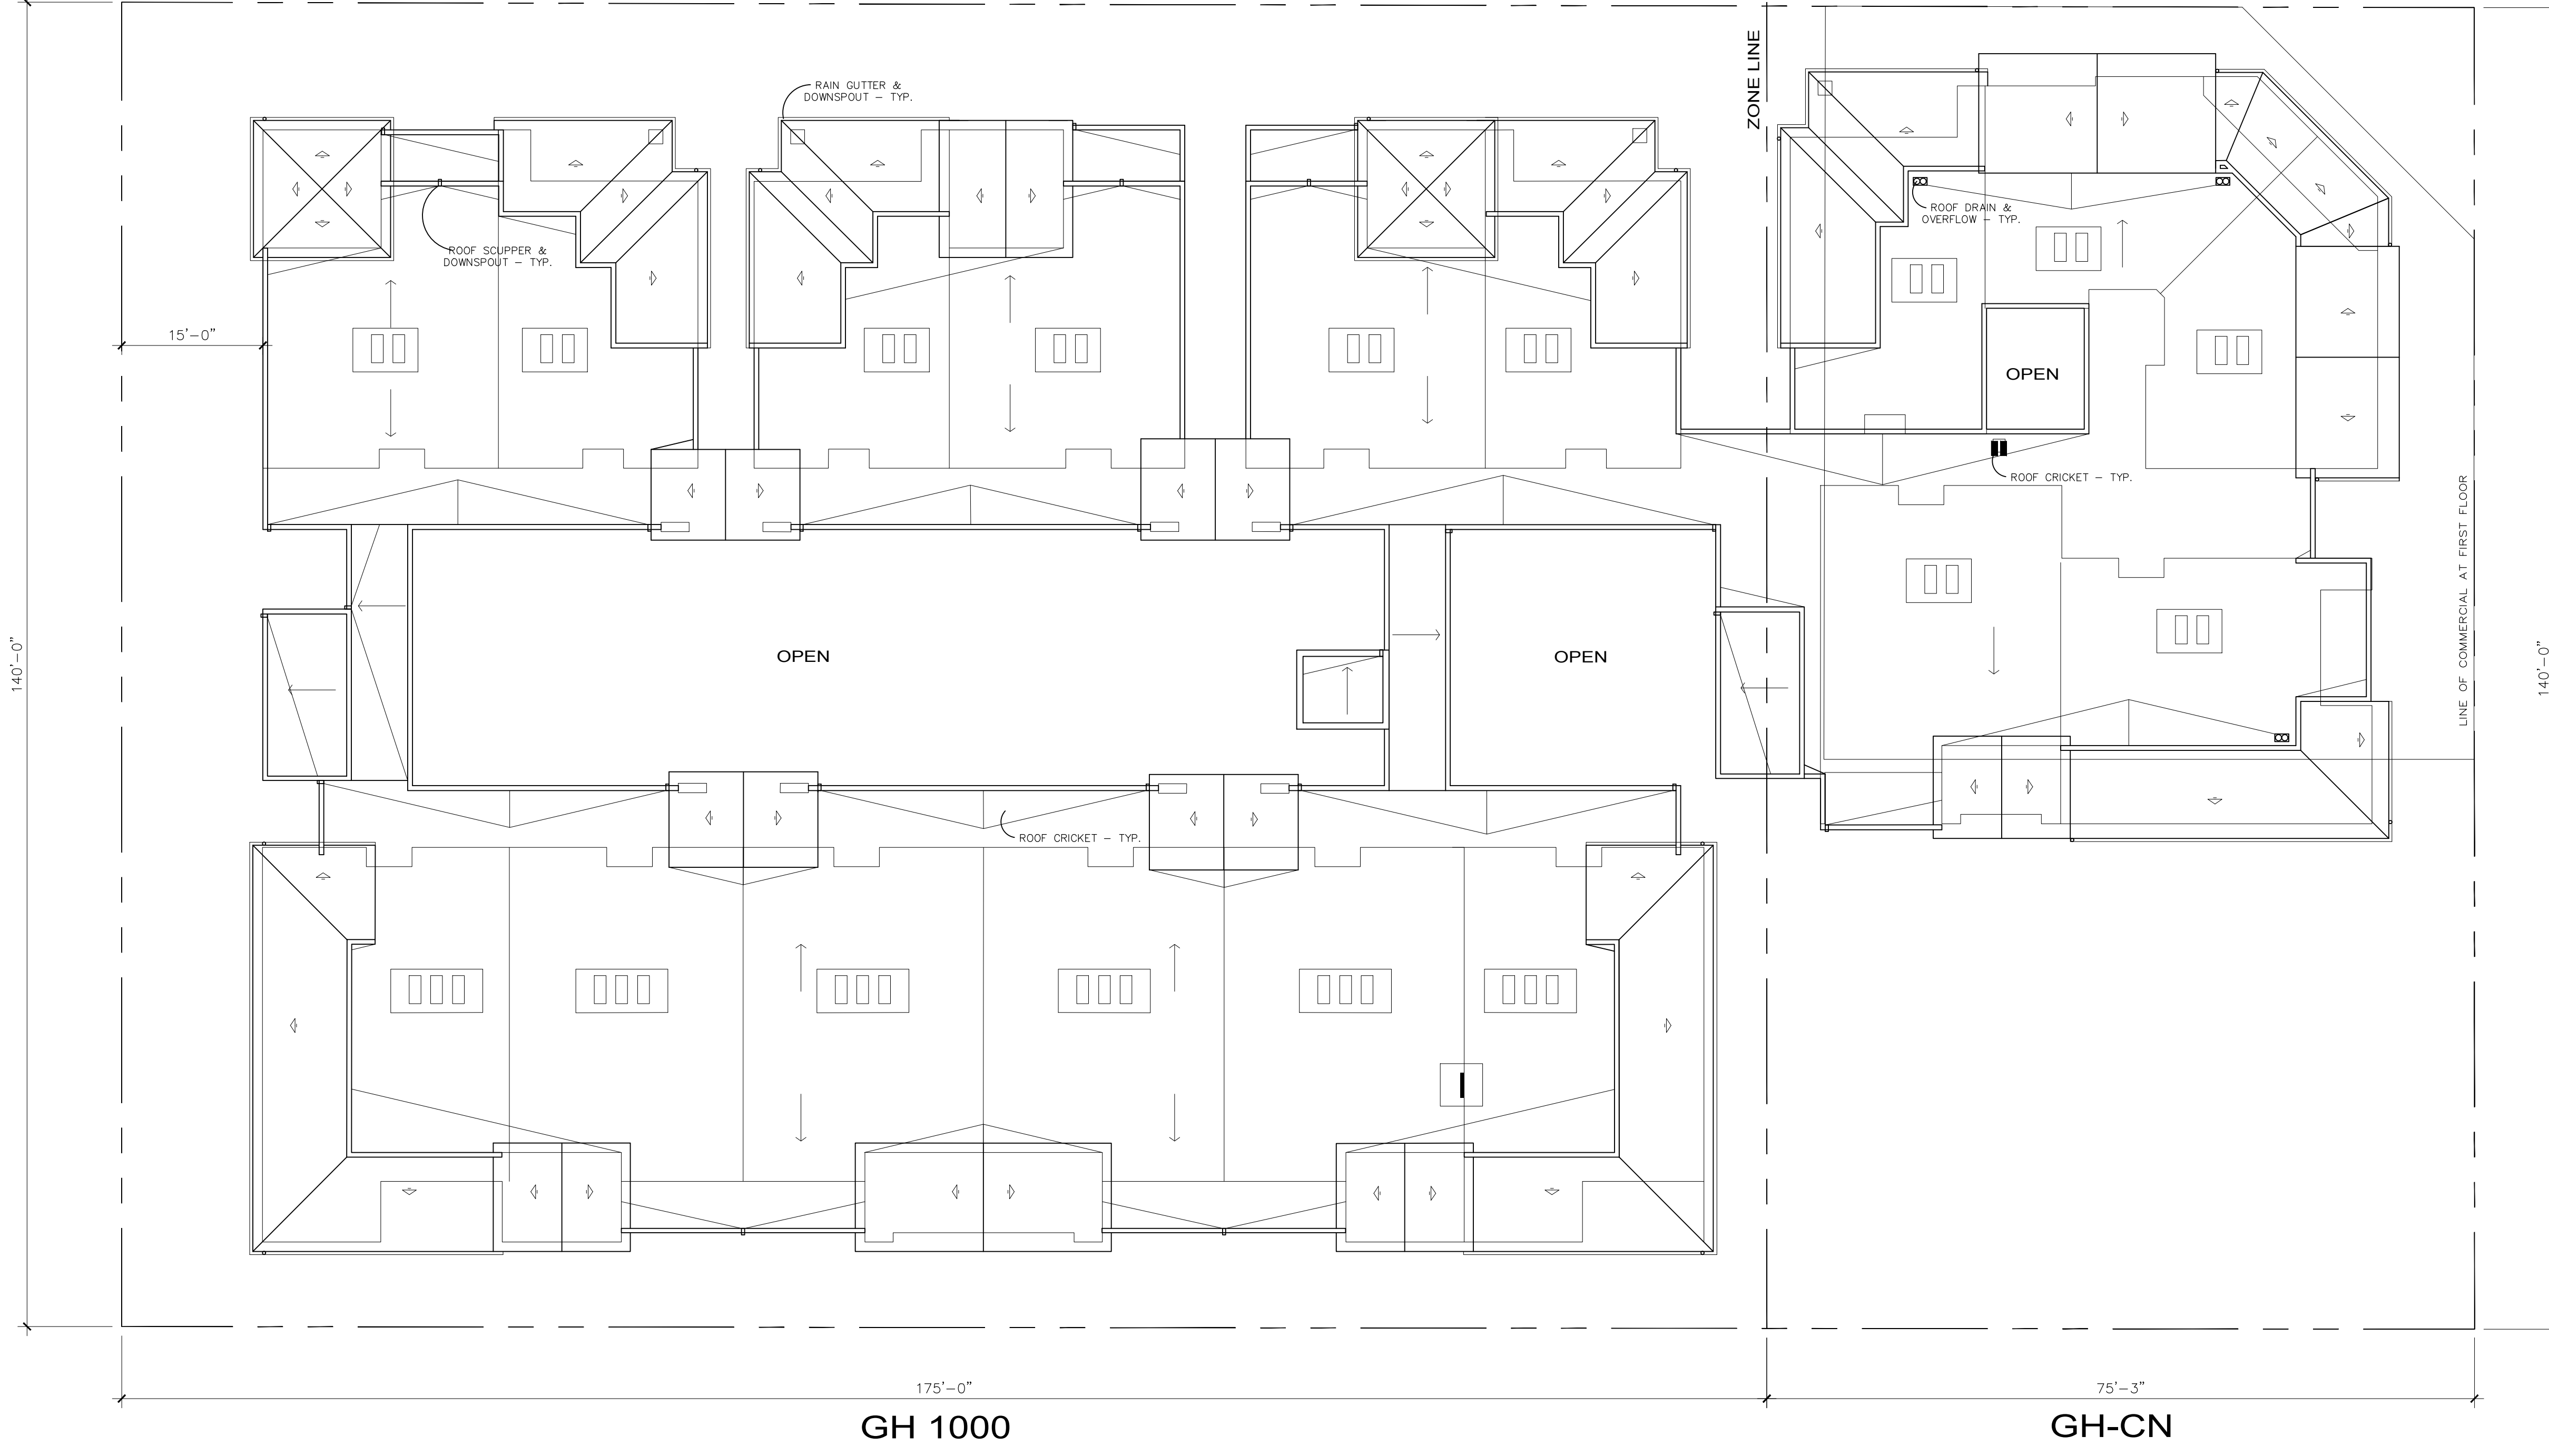 ZONE LINE
RAIN GUTTER &
DOWNSPOUT – TYP.
ROOF SCUPPER &
DOWNSPOUT – TYP.
ROOF DRAIN &
OVERFLOW – TYP.
15'–0"
OPEN
ROOF CRICKET – TYP.
LINE OF COMMERCIAL AT FIRST FLOOR
140'–0"
OPEN
OPEN
140'–0"
ROOF CRICKET – TYP.
175'–0"
75'–3"
GH 1000
GH-CN